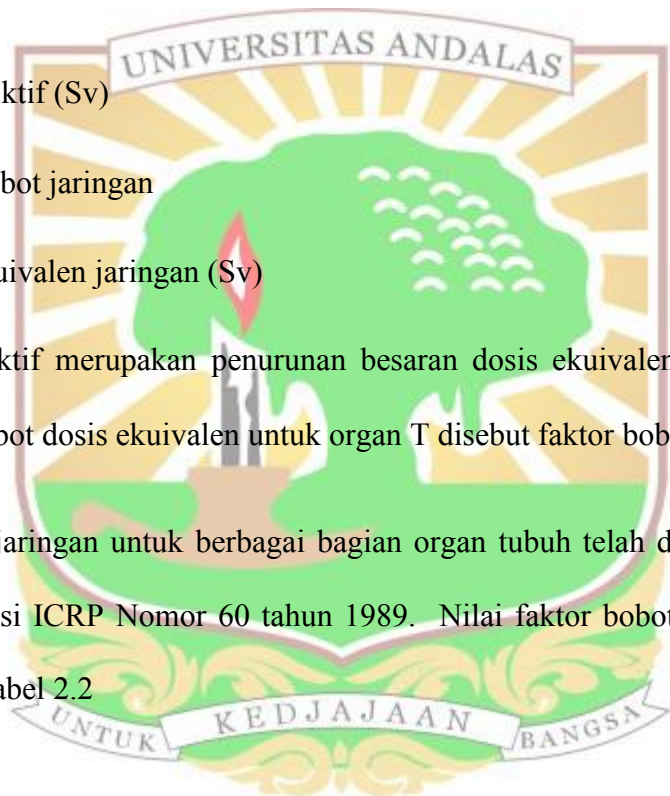 UNIVERSITAS ANDALAS
ktif (Sv)
bot jaringan
uivalen jaringan (Sv)
ktif merupakan penurunan besaran dosis ekuivalen
bot dosis ekuivalen untuk organ T disebut faktor bob
jaringan untuk berbagai bagian organ tubuh telah d
si ICRP Nomor 60 tahun 1989. Nilai faktor bobot
abel 2.2
UNTUK KEDJAJAAN BANGSA